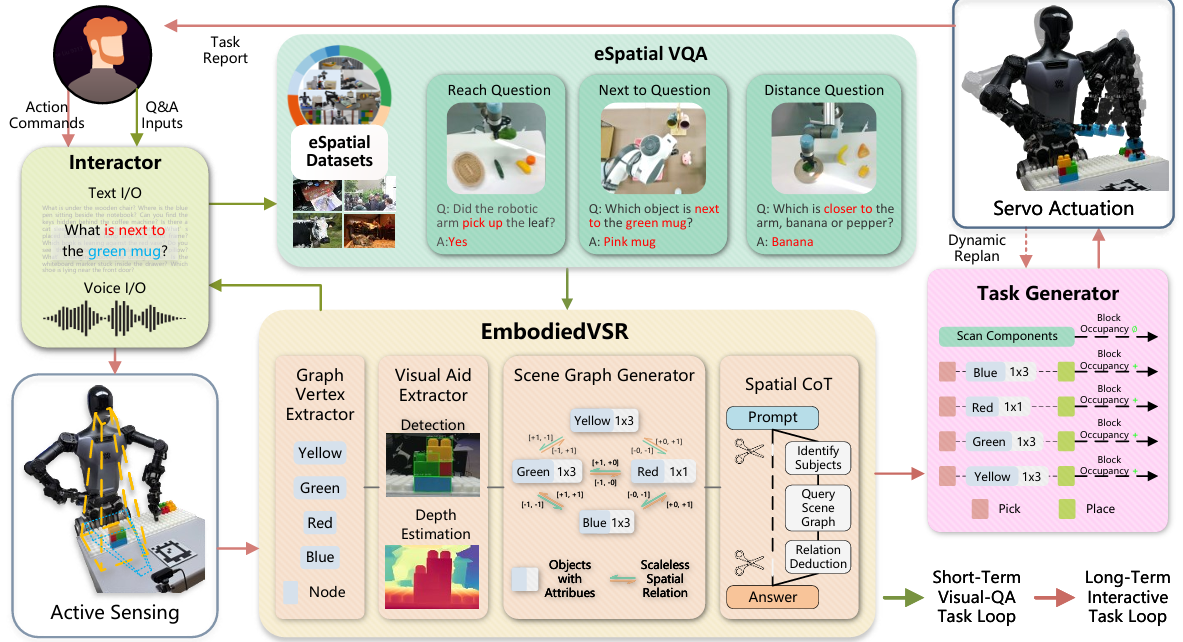 Task
Report
Action
Commands
Q&A
Inputs
Interactor
Text I/O
What is next to
the green mug?
Voice I/O
Active Sensing
eSpatial VQA
eSpatial
Datasets
Reach Question
Q: Did the robotic
arm pick up the leaf?
A:Yes
Next to Question
Q: Which object is next
to the green mug?
A: Pink mug
Distance Question
Q: Which is closer to the
arm, banana or pepper?
A: Banana
EmbodiedVSR
Graph
Vertex
Extractor
Yellow
Green
Red
Blue
Node
Visual Aid
Extractor
Detection
Depth
Estimation
Scene Graph Generator
Yellow 1x3
[+1, -1]
[-1, +1]
[+0, +1]
[-0, -1]
Green 1x3
[+1, +0]
[-1, -0]
Red 1x1
[-1, -1]
[+1, +1]
[-0, -1]
[+0, +1]
Blue 1x3
Objects
with
Attribues
Scaleless
Spatial
Relation
Spatial CoT
Prompt
Identify
Subjects
Query
Scene
Graph
Relation
Deduction
Answer
Servo Actuation
Dynamic
Replan
Task Generator
Scan Components
Block
Occupancy 0
Blue 1x3
Block
Occupancy +
Red 1x1
Block
Occupancy +
Green 1x3
Block
Occupancy +
Yellow 1x3
Block
Occupancy +
Pick
Place
Short-Term
Visual-QA
Task Loop
Long-Term
Interactive
Task Loop